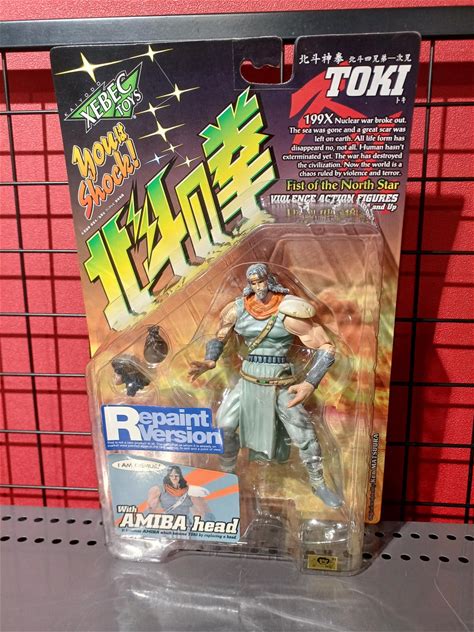 XEBEC
TOYS
You は
Shock!
北斗の拳
北斗神拳 北斗四兄弟一次兄
TOKI
トキ
199X Nuclear war broke out.
The sea was gone and a great scar was
left on earth. All life form has
disappeared no, not all. Human hasn't
exterminated yet. The war has destroyed
the civilization. Now the world is a
chaos ruled by violence and terror.
Fist of the North Star
VIOLENCE ACTION FIGURES
and Up
Repaint
Version
With
AMIBA head